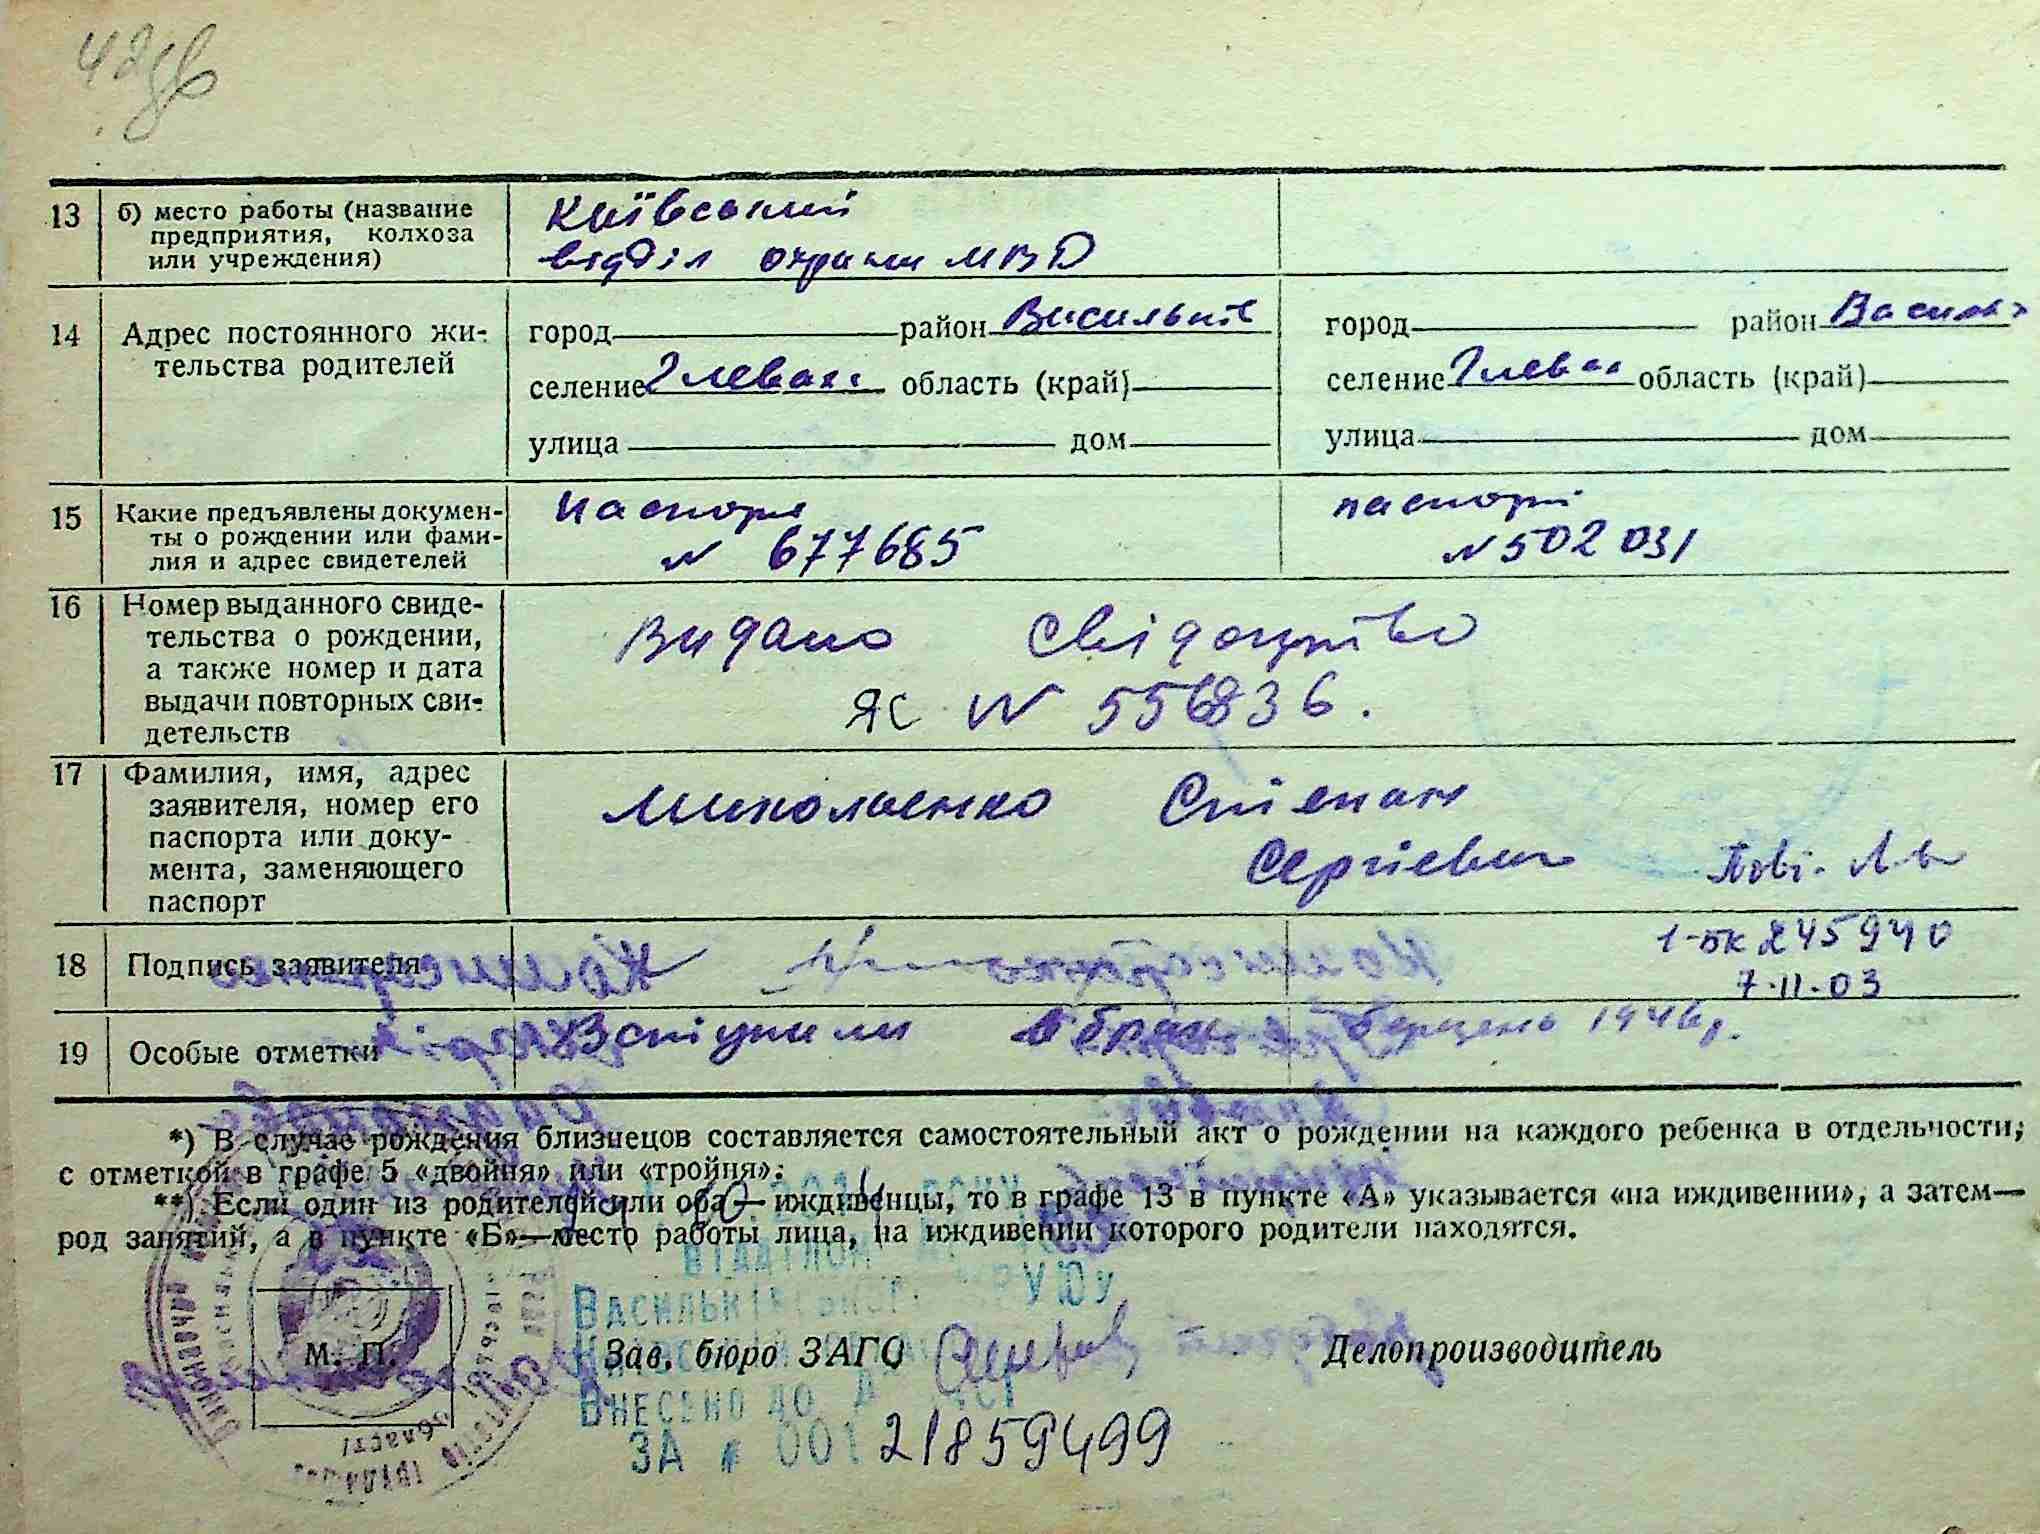 42 зв
13 б) место работы (название предприятия, колхоза или учреждения)
Київський
відділ охрани МВД
14 Адрес постоянного жительства родителей
город район Васильків
селение Глеваха область (край)
улица дом
город район Васильк
селение Глеваха область (край)
улица дом
15 Какие предъявлены документы о рождении или фамилия и адрес свидетелей
Паспорт
N 677685
паспорт
N 502031
16 Номер выданного свидетельства о рождении, а также номер и дата выдачи повторных свидетельств
Видано Свідоцтво
ЯС N 556836.
17 Фамилия, имя, адрес заявителя, номер его паспорта или документа, заменяющего паспорт
Миколаенко Степан
Сергієвич
Повт.
18 Подпись заявителя
1-БК 245940
7.11.03
19 Особые отметки
Вступили в брак в березень 1946 р.
*) В случае рождения близнецов составляется самостоятельный акт о рождении на каждого ребенка в отдельности,
с отметкой в графе 5 «двойня» или «тройня».
**) Если один из родителей или оба — иждивенцы, то в графе 13 в пункте «А» указывается «на иждивении», а затем—
род занятий, а в пункте «Б»—место работы лица, на иждивении которого родители находятся.
Васильківського РУЮ
М. П. Зав. бюро ЗАГС Делопроизводитель
Внесено до ДРАЦСГ
ЗА № 00121859499